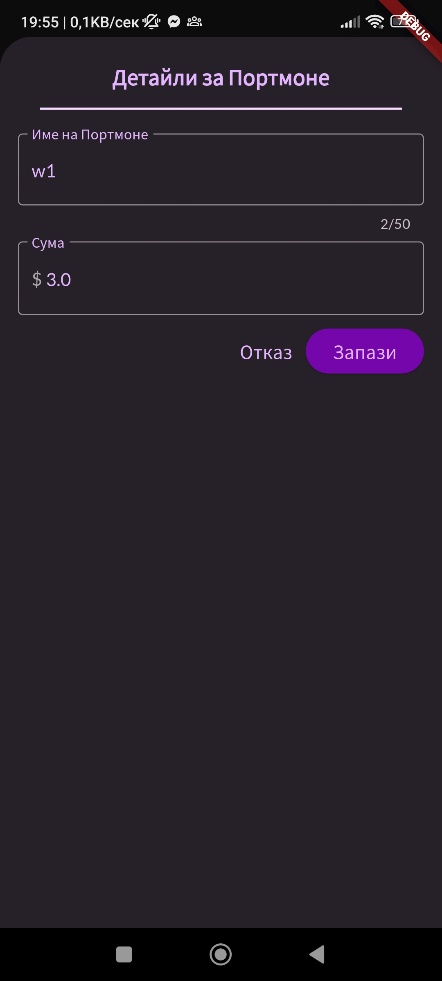 19:55 | 0,1KB/сек
DEBUG
Детайли за Портмоне
Име на Портмоне
w1
2/50
Сума
$ 3.0
Отказ
Запази